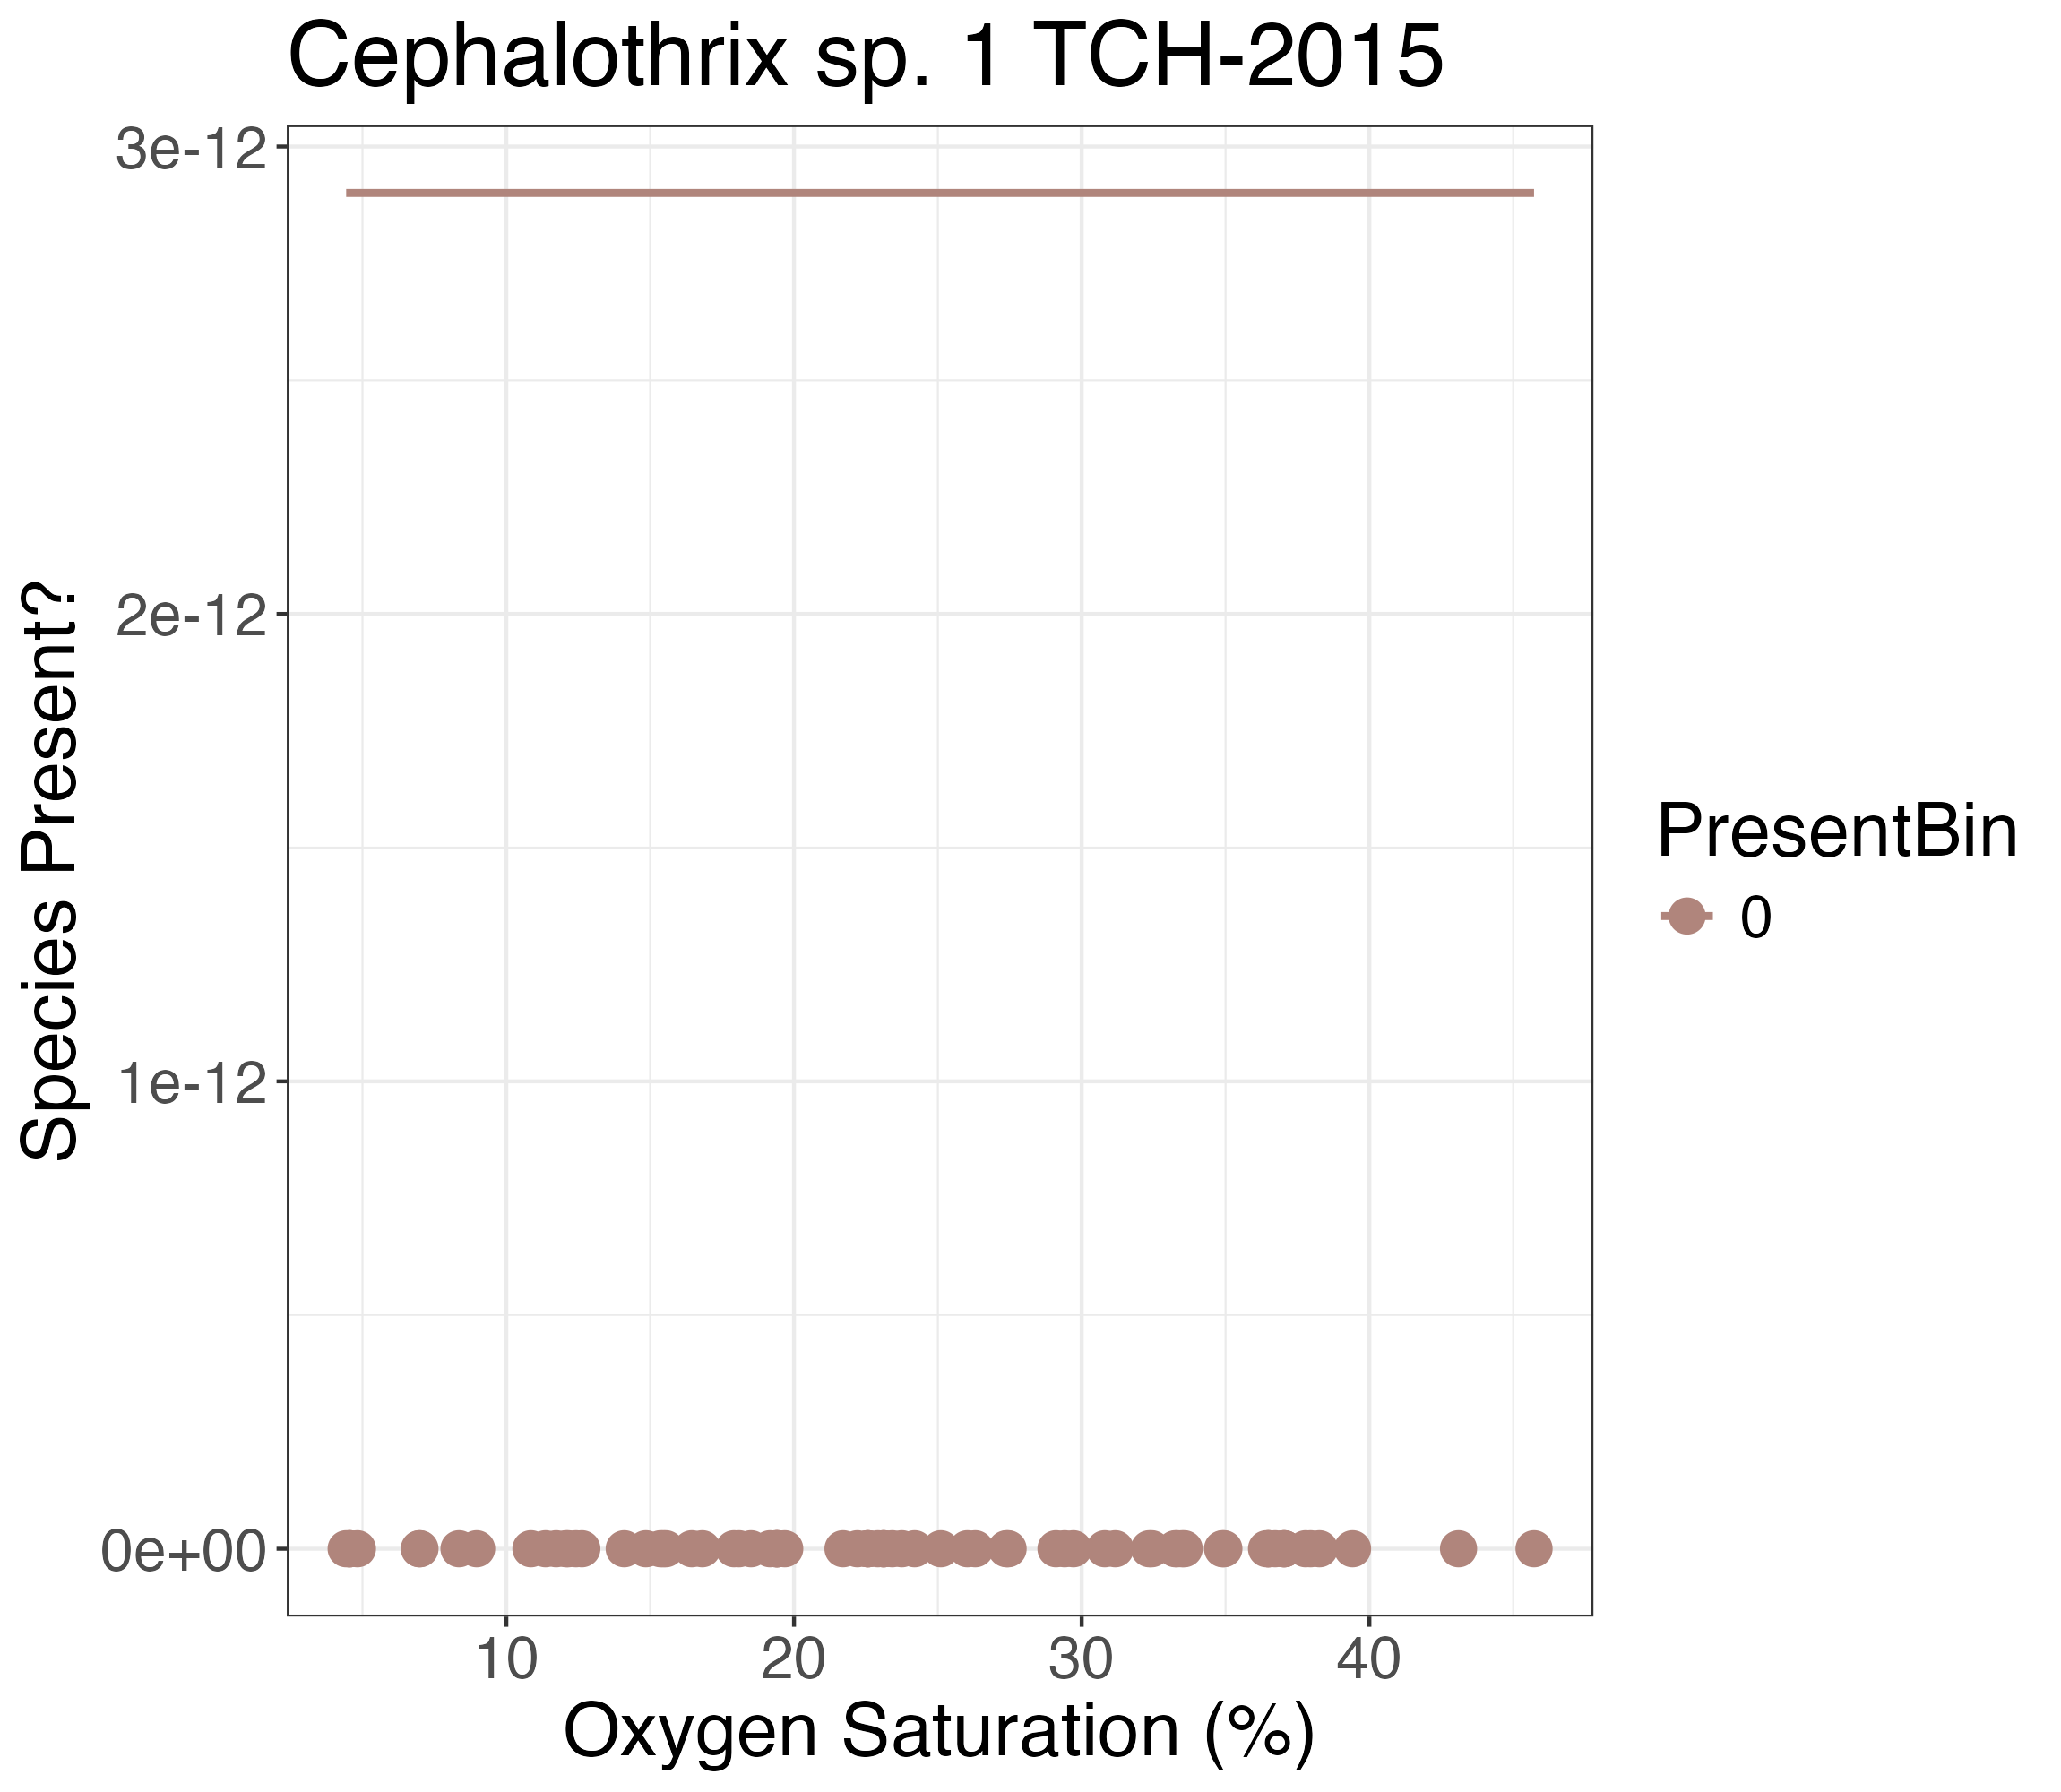 Cephalothrix sp. 1 TCH-2015
3e-12
2e-12
1e-12
0e+00
Species Present?
10 20 30 40
Oxygen Saturation (%)
PresentBin
0